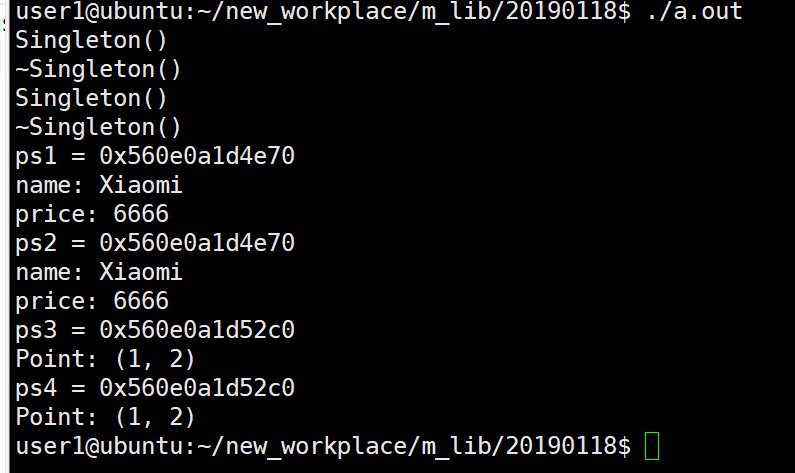 user1@ubuntu:~/new_workplace/m_lib/20190118$ ./a.out
Singleton()
~Singleton()
Singleton()
~Singleton()
ps1 = 0x560e0a1d4e70
name: Xiaomi
price: 6666
ps2 = 0x560e0a1d4e70
name: Xiaomi
price: 6666
ps3 = 0x560e0a1d52c0
Point: (1, 2)
ps4 = 0x560e0a1d52c0
Point: (1, 2)
user1@ubuntu:~/new_workplace/m_lib/20190118$